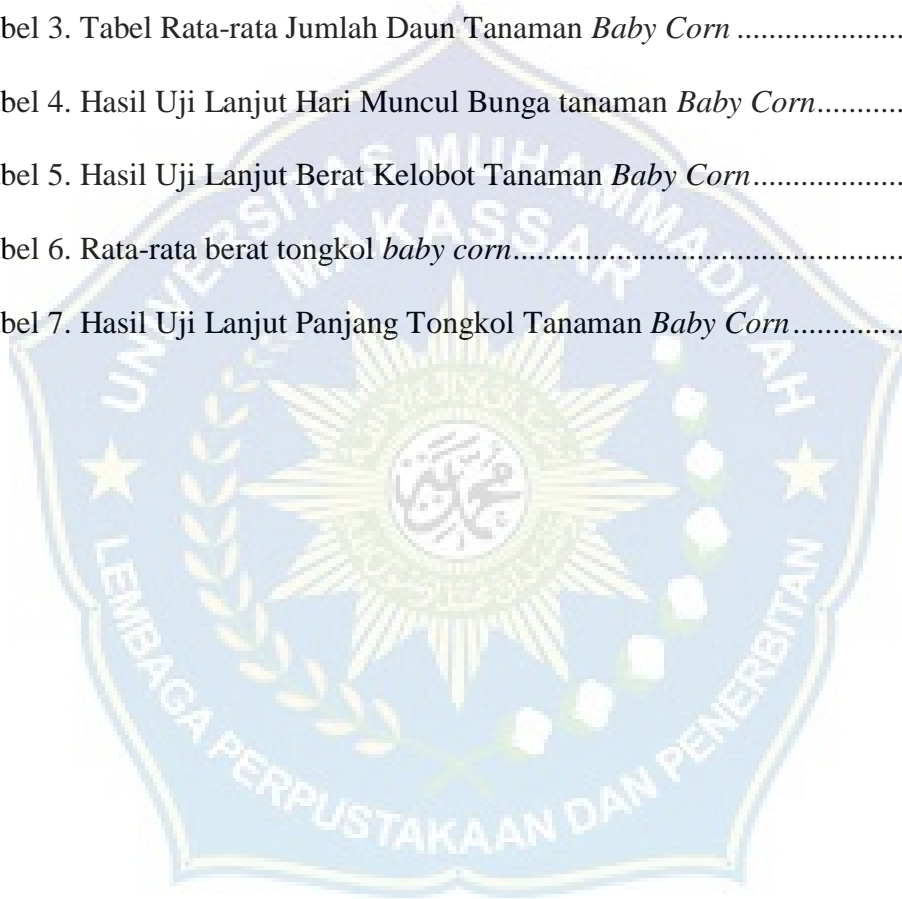 bel 3. Tabel Rata-rata Jumlah Daun Tanaman Baby Corn .....................
bel 4. Hasil Uji Lanjut Hari Muncul Bunga tanaman Baby Corn...........
bel 5. Hasil Uji Lanjut Berat Kelobot Tanaman Baby Corn...................
bel 6. Rata-rata berat tongkol baby corn.................................................
bel 7. Hasil Uji Lanjut Panjang Tongkol Tanaman Baby Corn..............
UNIVERSITAS MUHAMMADIYAH
MAKASSAR
LEMBAGA PERPUSTAKAAN DAN PENERBITAN